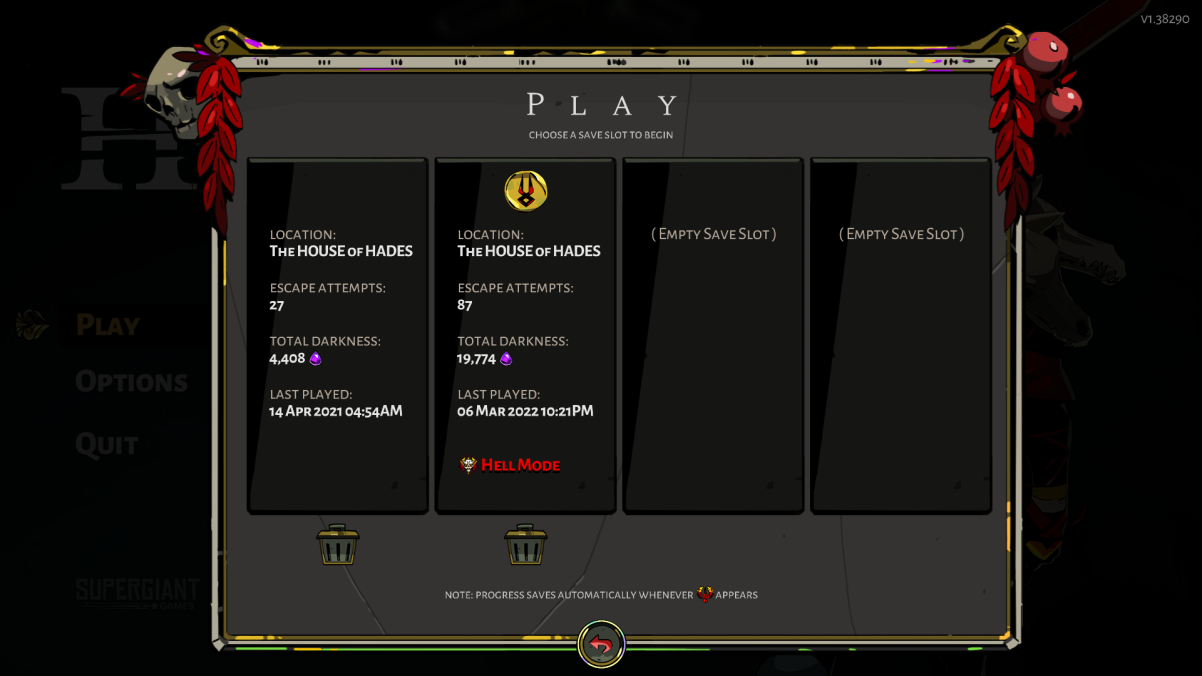 V1.38290
PLAY
CHOOSE A SAVE SLOT TO BEGIN
LOCATION:
THE HOUSE OF HADES
ESCAPE ATTEMPTS:
27
TOTAL DARKNESS:
4,408
LAST PLAYED:
14 APR 2021 04:54AM
LOCATION:
THE HOUSE OF HADES
ESCAPE ATTEMPTS:
87
TOTAL DARKNESS:
19,774
LAST PLAYED:
06 MAR 2022 10:21PM
HELL MODE
( EMPTY SAVE SLOT )
( EMPTY SAVE SLOT )
PLAY
OPTIONS
QUIT
SUPERGIANT
GAMES
NOTE: PROGRESS SAVES AUTOMATICALLY WHENEVER APPEARS